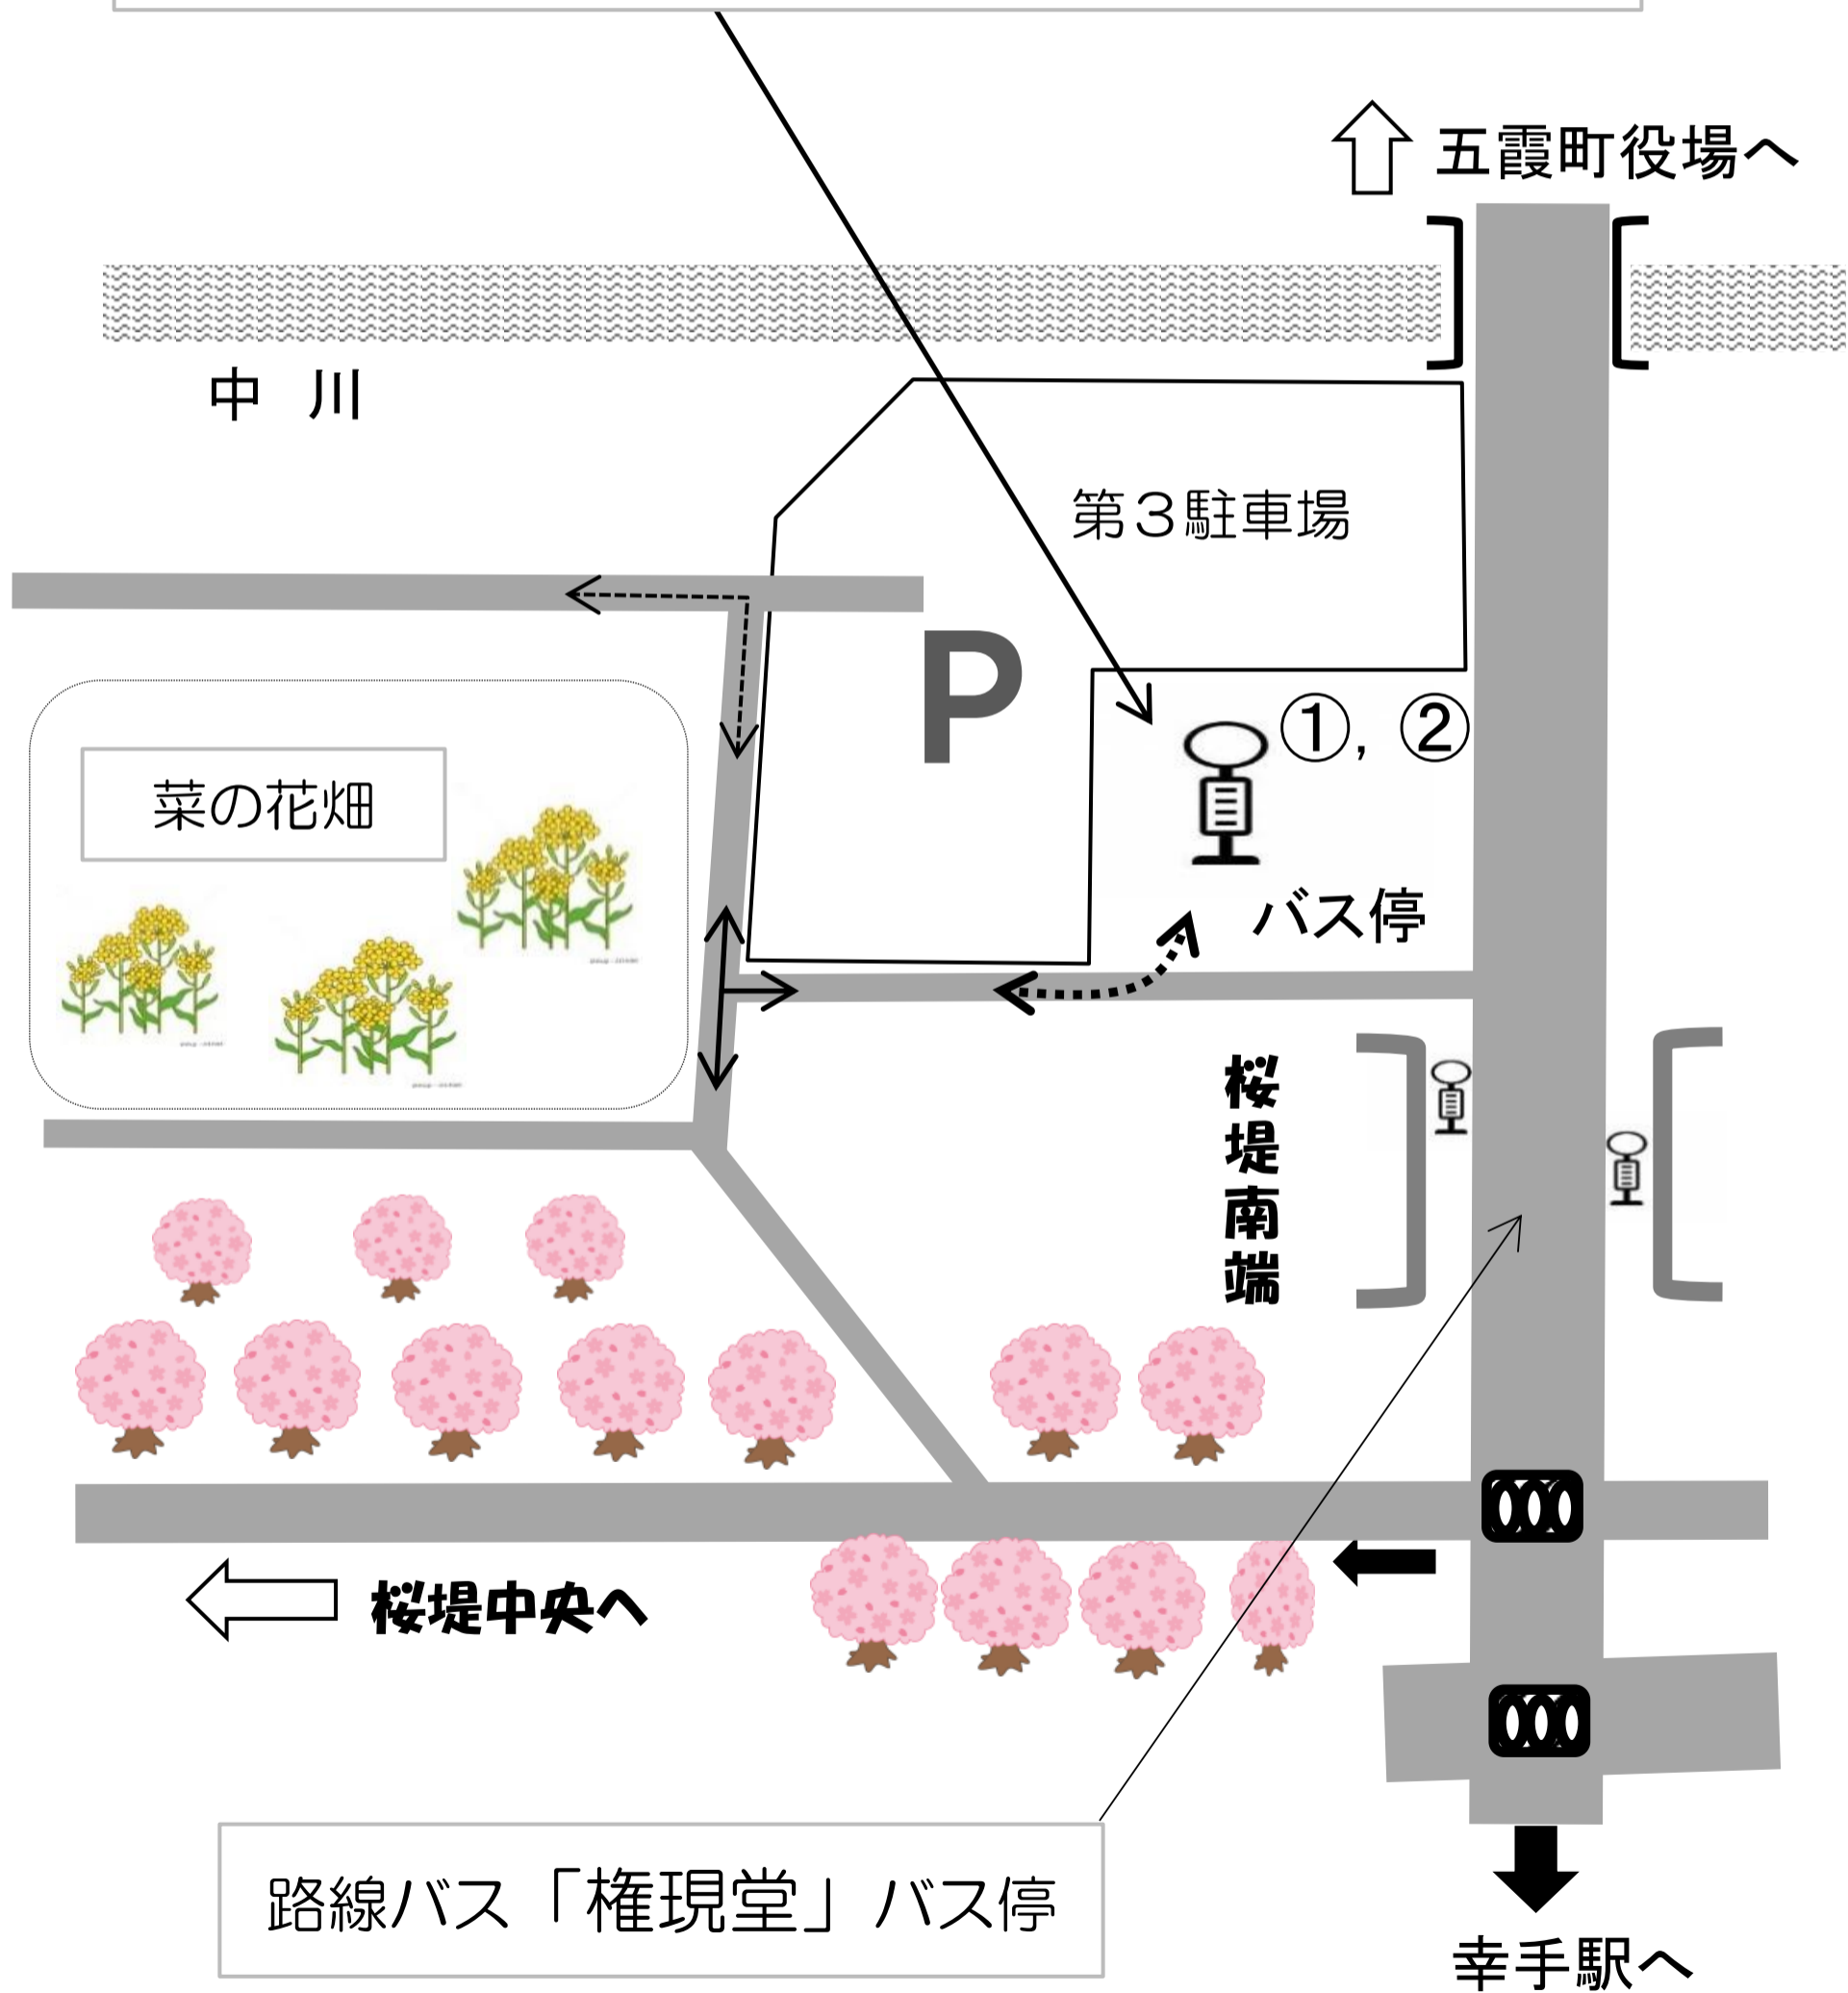 五霞町役場へ
中 川
第3駐車場
P
①, ②
菜の花畑
バス停
桜堤南端
桜堤中央へ
路線バス「権現堂」バス停
幸手駅へ